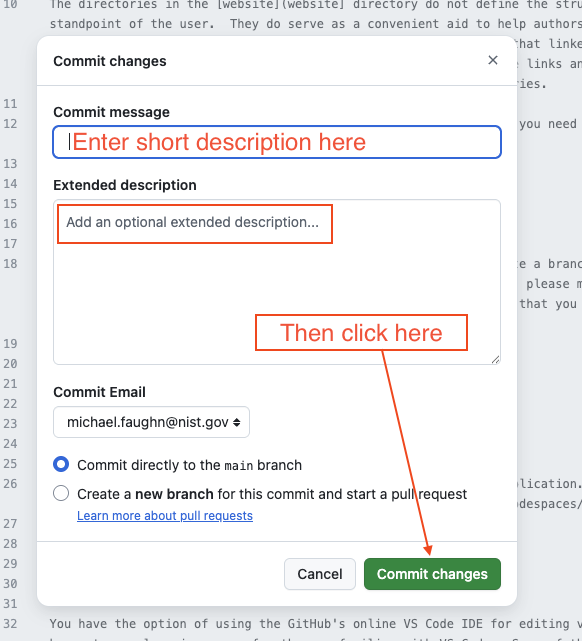 10 The directories in the [website](website) directory do not define the stru
standpoint of the user. They do serve as a convenient aid to help authors
that linke
Commit changes
links an
ries.
11
Commit message
12 you need
Enter short description here
13
Extended description
14
15
Add an optional extended description...
16
17
18 e a branc
please m
that you
Then click here
19
20
21
Commit Email
22
michael.faughn@nist.gov
23
24
25 Commit directly to the main branch
26 plication.
Create a new branch for this commit and start a pull request
despaces/
Learn more about pull requests
27
28
29 Cancel Commit changes
30
31
32 You have the option of using the GitHub's online VS Code IDE for editing v